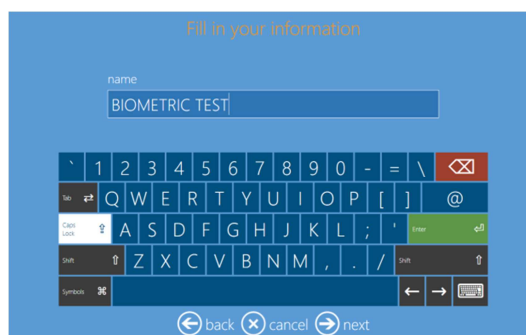 Fill in your information
name
BIOMETRIC TEST
` 1 2 3 4 5 6 7 8 9 0 - = \
Tab Q W E R T Y U I O P [ ] @
Caps Lock A S D F G H J K L ; ' Enter
Shift Z X C V B N M , . / Shift
Symbols ⌘ ← →
back cancel next